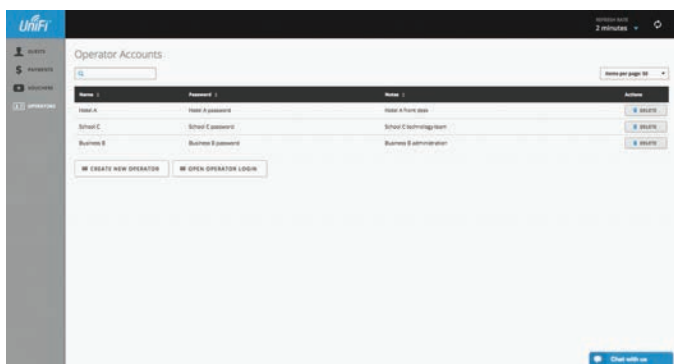 UniFi
REFRESH RATE
2 minutes
GUESTS
PAYMENTS
VOUCHERS
OPERATORS
Operator Accounts
Items per page: 50
Name Password Notes Actions
Hotel A Hotel A password Hotel A front desk DELETE
School C School C password School C technology team DELETE
Business B Business B password Business B administration DELETE
CREATE NEW OPERATOR OPEN OPERATOR LOGIN
Chat with us